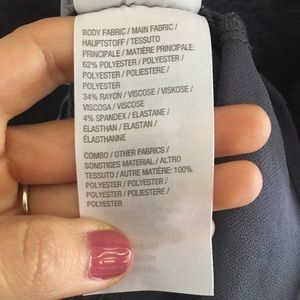 BODY FABRIC / MAIN FABRIC /
HAUPTSTOFF / TESSUTO
PRINCIPALE / MATIÈRE PRINCIPALE:
62% POLYESTER / POLYESTER /
POLYESTER / POLIESTERE /
POLYESTER
34% RAYON / VISCOSE / VISKOSE /
VISCOSA / VISCOSE
4% SPANDEX / ELASTANE /
ELASTHAN / ELASTAN /
ÉLASTHANNE
COMBO / OTHER FABRICS /
SONSTIGES MATERIAL / ALTRO
TESSUTO / AUTRE MATIÈRE: 100%
POLYESTER / POLYESTER /
POLYESTER / POLIESTERE /
POLYESTER